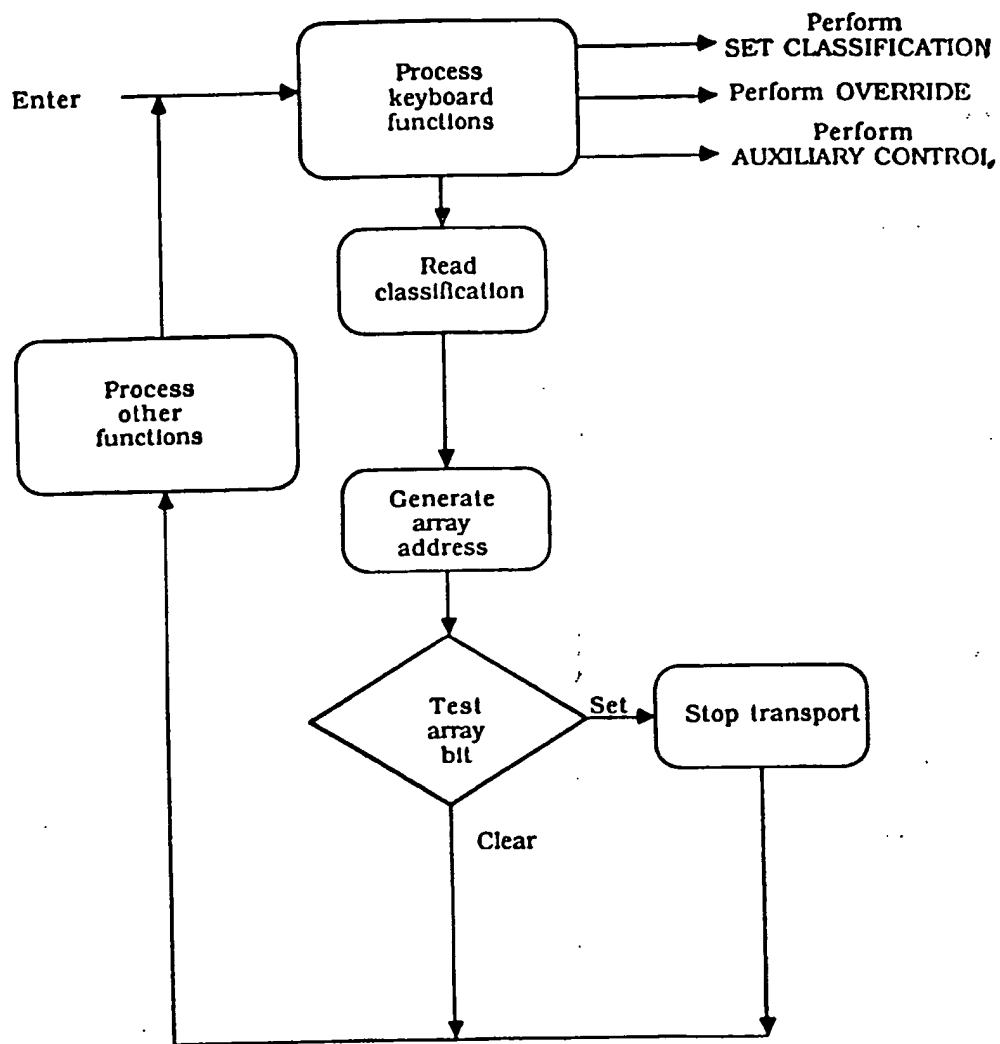 Perform
SET CLASSIFICATION
Enter
Process
keyboard
functions
Perform OVERRIDE
Perform
AUXILIARY CONTROL
Read
classification
Process
other
functions
Generate
array
address
Test
array
bit
Set
Stop transport
Clear